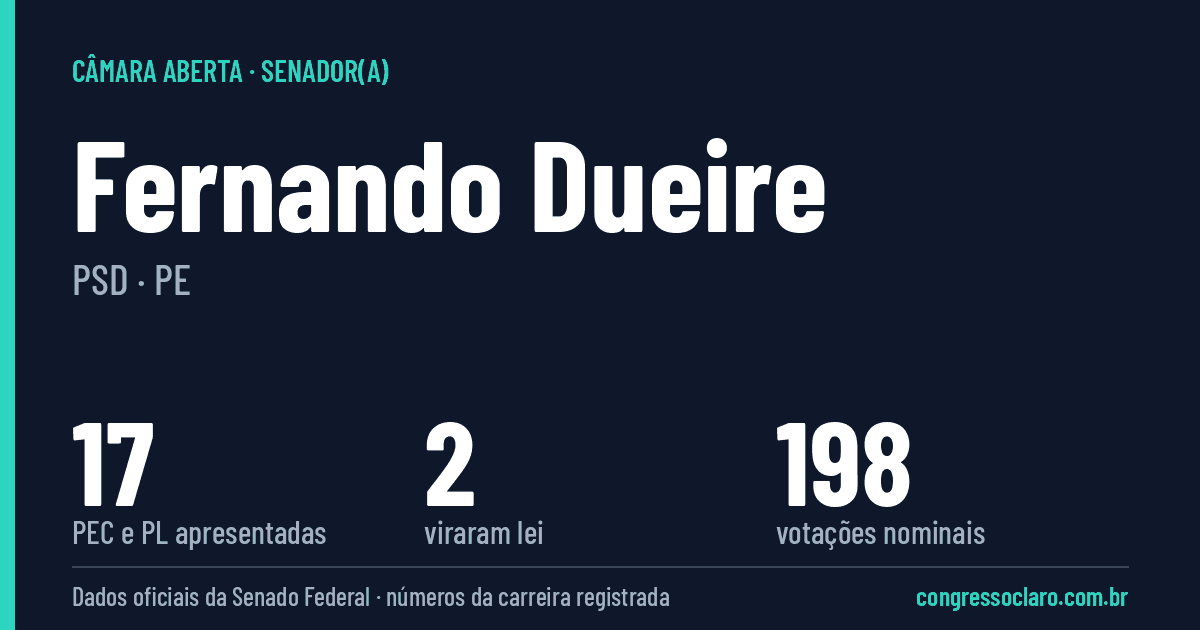 CÂMARA ABERTA · SENADOR(A)
Fernando Dueire
PSD · PE
17 2 198
PEC e PL apresentadas viraram lei votações nominais
Dados oficiais da Senado Federal · números da carreira registrada congressoclaro.com.br